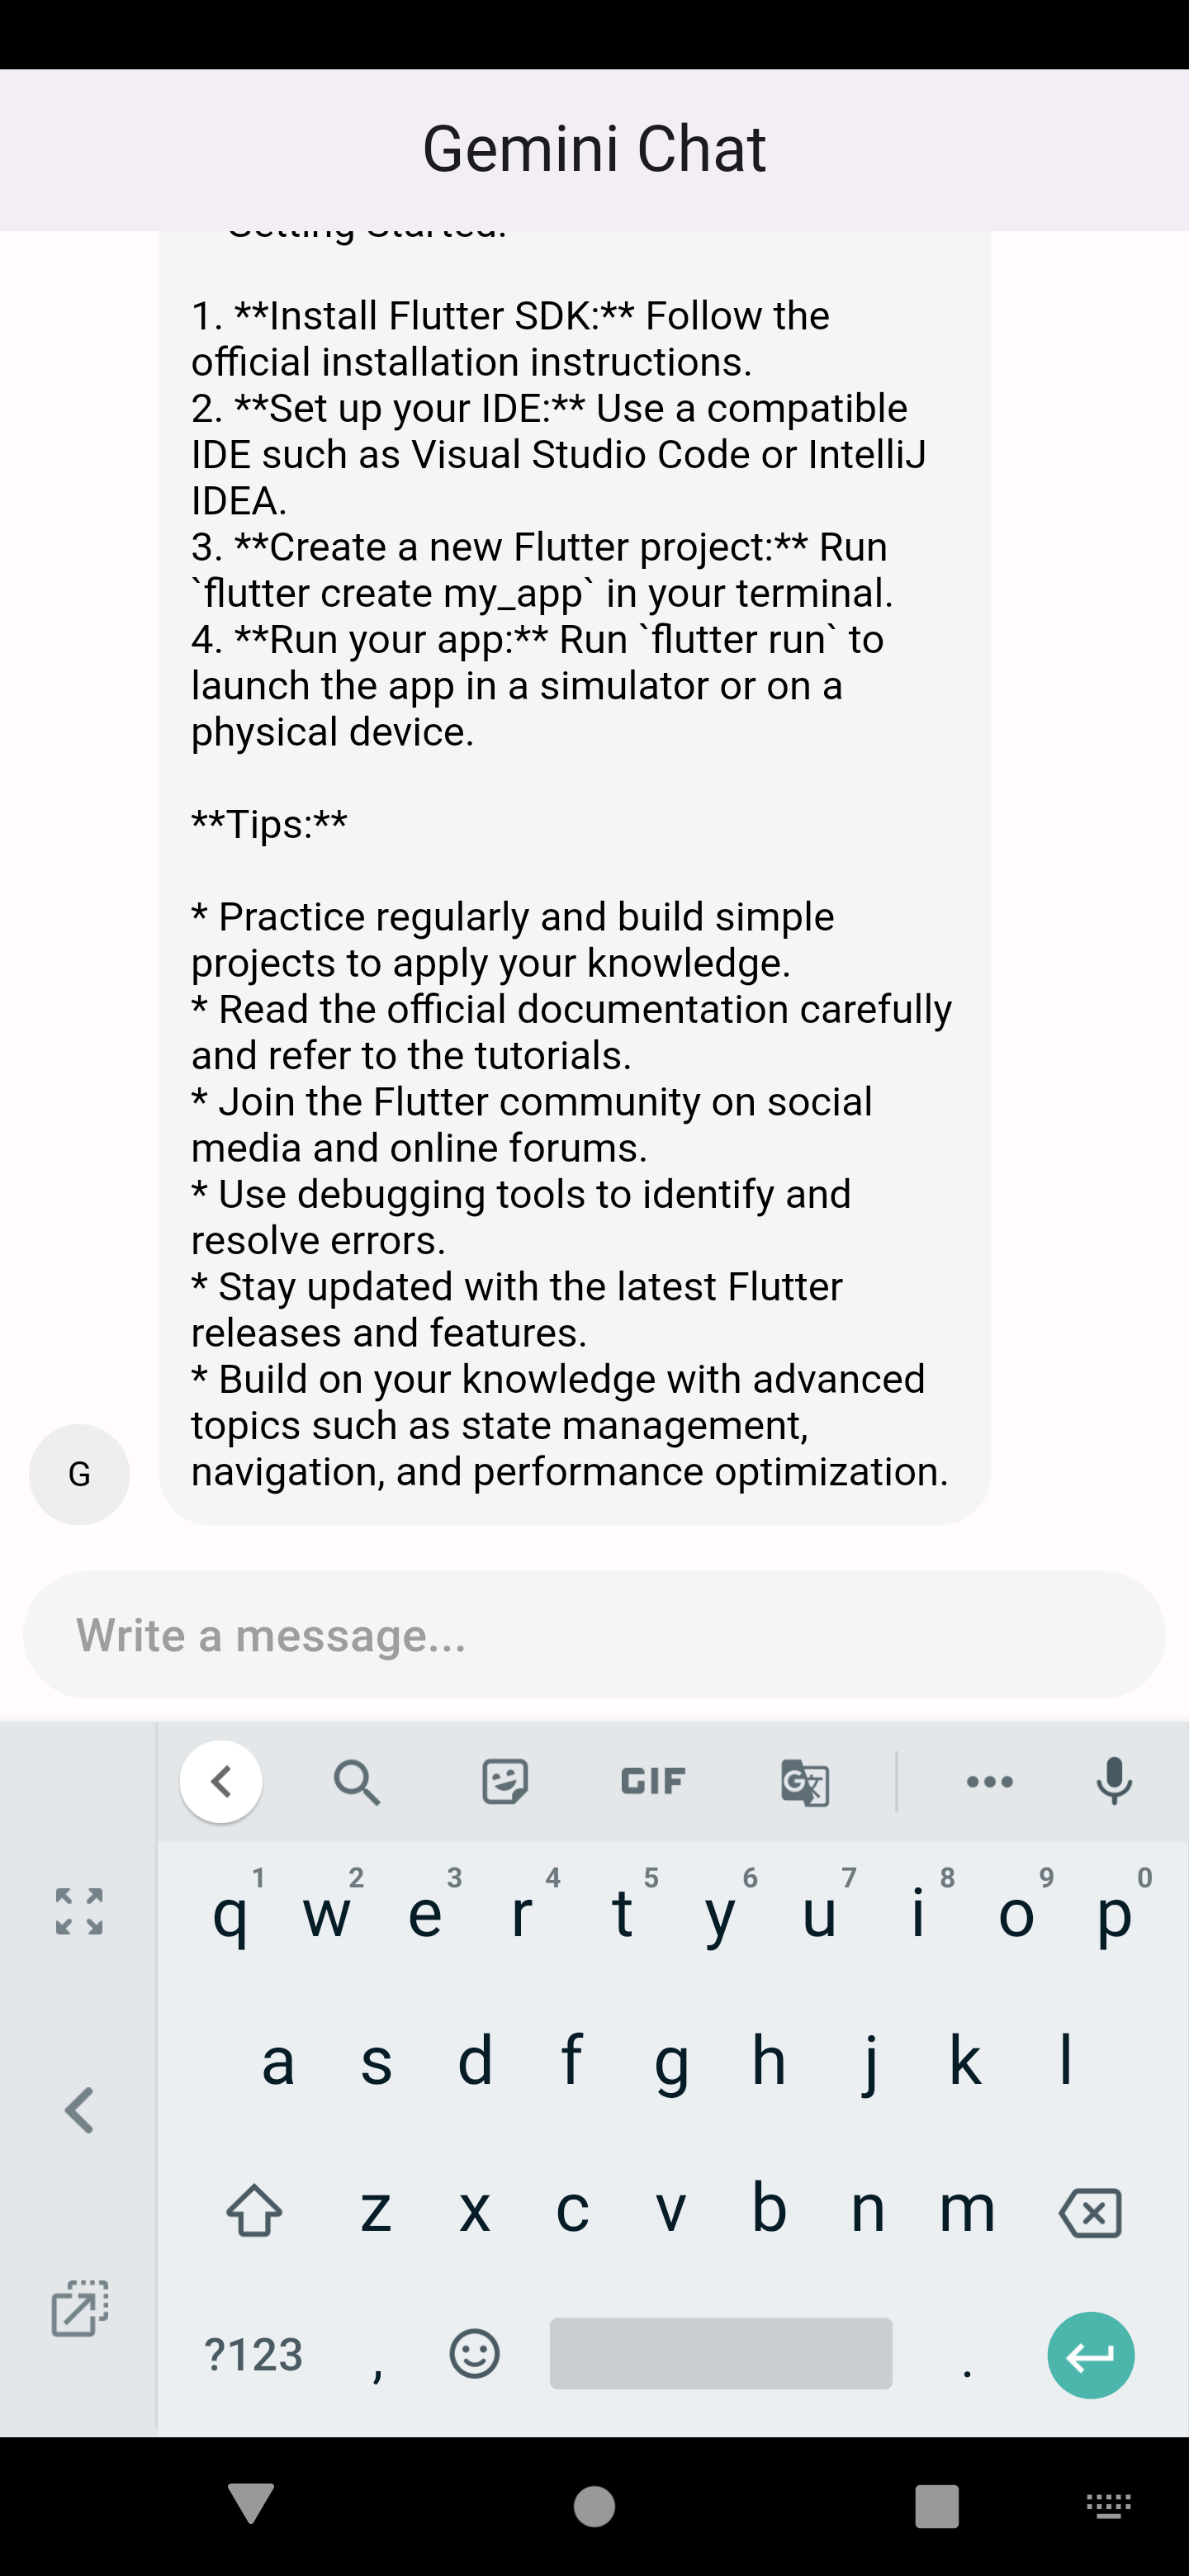 Gemini Chat
Getting Started:
1. **Install Flutter SDK:** Follow the
official installation instructions.
2. **Set up your IDE:** Use a compatible
IDE such as Visual Studio Code or IntelliJ
IDEA.
3. **Create a new Flutter project:** Run
`flutter create my_app` in your terminal.
4. **Run your app:** Run `flutter run` to
launch the app in a simulator or on a
physical device.
**Tips:**
* Practice regularly and build simple
projects to apply your knowledge.
* Read the official documentation carefully
and refer to the tutorials.
* Join the Flutter community on social
media and online forums.
* Use debugging tools to identify and
resolve errors.
* Stay updated with the latest Flutter
releases and features.
* Build on your knowledge with advanced
topics such as state management,
navigation, and performance optimization.
G
Write a message...
GIF
1 2 3 4 5 6 7 8 9 0
q w e r t y u i o p
a s d f g h j k l
z x c v b n m
?123 , .